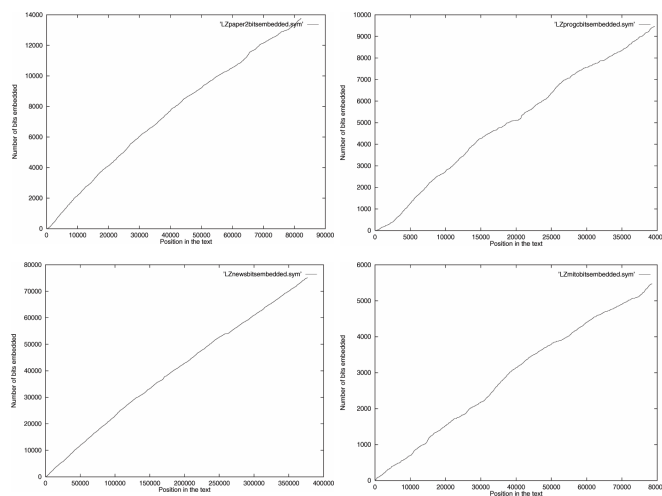 14000
12000
10000
8000
6000
4000
2000
0
Number of bits embedded
'LZpaper2bitsembedded.sym'
0 10000 20000 30000 40000 50000 60000 70000 80000 90000
Position in the text
10000
9000
8000
7000
6000
5000
4000
3000
2000
1000
0
Number of bits embedded
'LZprogcbitsembedded.sym'
0 5000 10000 15000 20000 25000 30000 35000 4000
Position in the text
80000
70000
60000
50000
40000
30000
20000
10000
0
Number of bits embedded
'LZnewsbitsembedded.sym'
0 50000 100000 150000 200000 250000 300000 350000 400000
Position in the text
6000
5000
4000
3000
2000
1000
0
Number of bits embedded
'LZmitobitsembedded.sym'
0 10000 20000 30000 40000 50000 60000 70000 8000
Position in the text